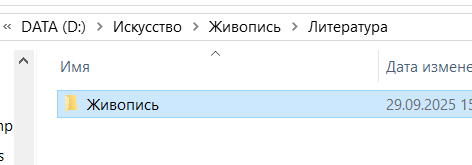 « DATA (D:) › Искусство › Живопись › Литература
Имя
Дата измене
Живопись
29.09.2025 15